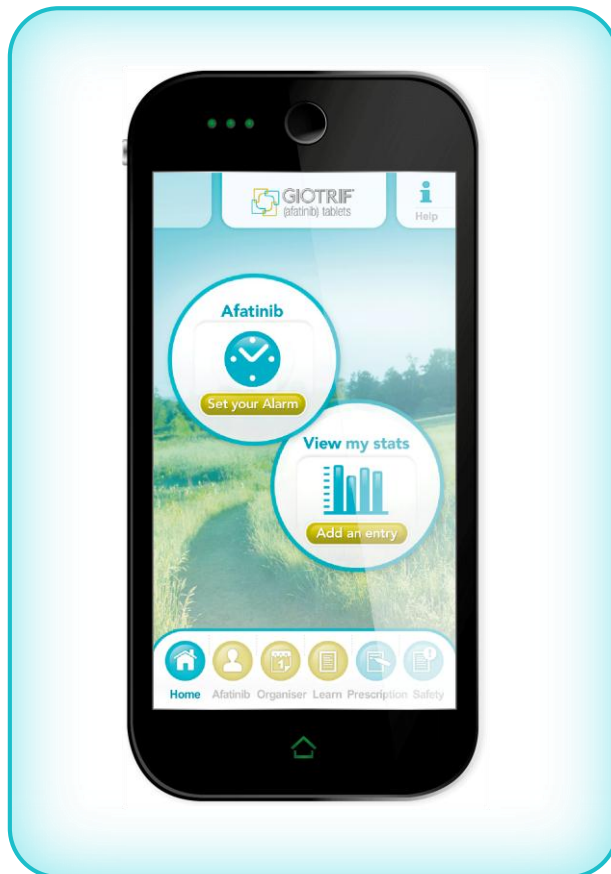 GIOTRIF
(afatinib) tablets
Help
Afatinib
Set your Alarm
View my stats
Add an entry
1
Home Afatinib Organiser Learn Prescription Safety